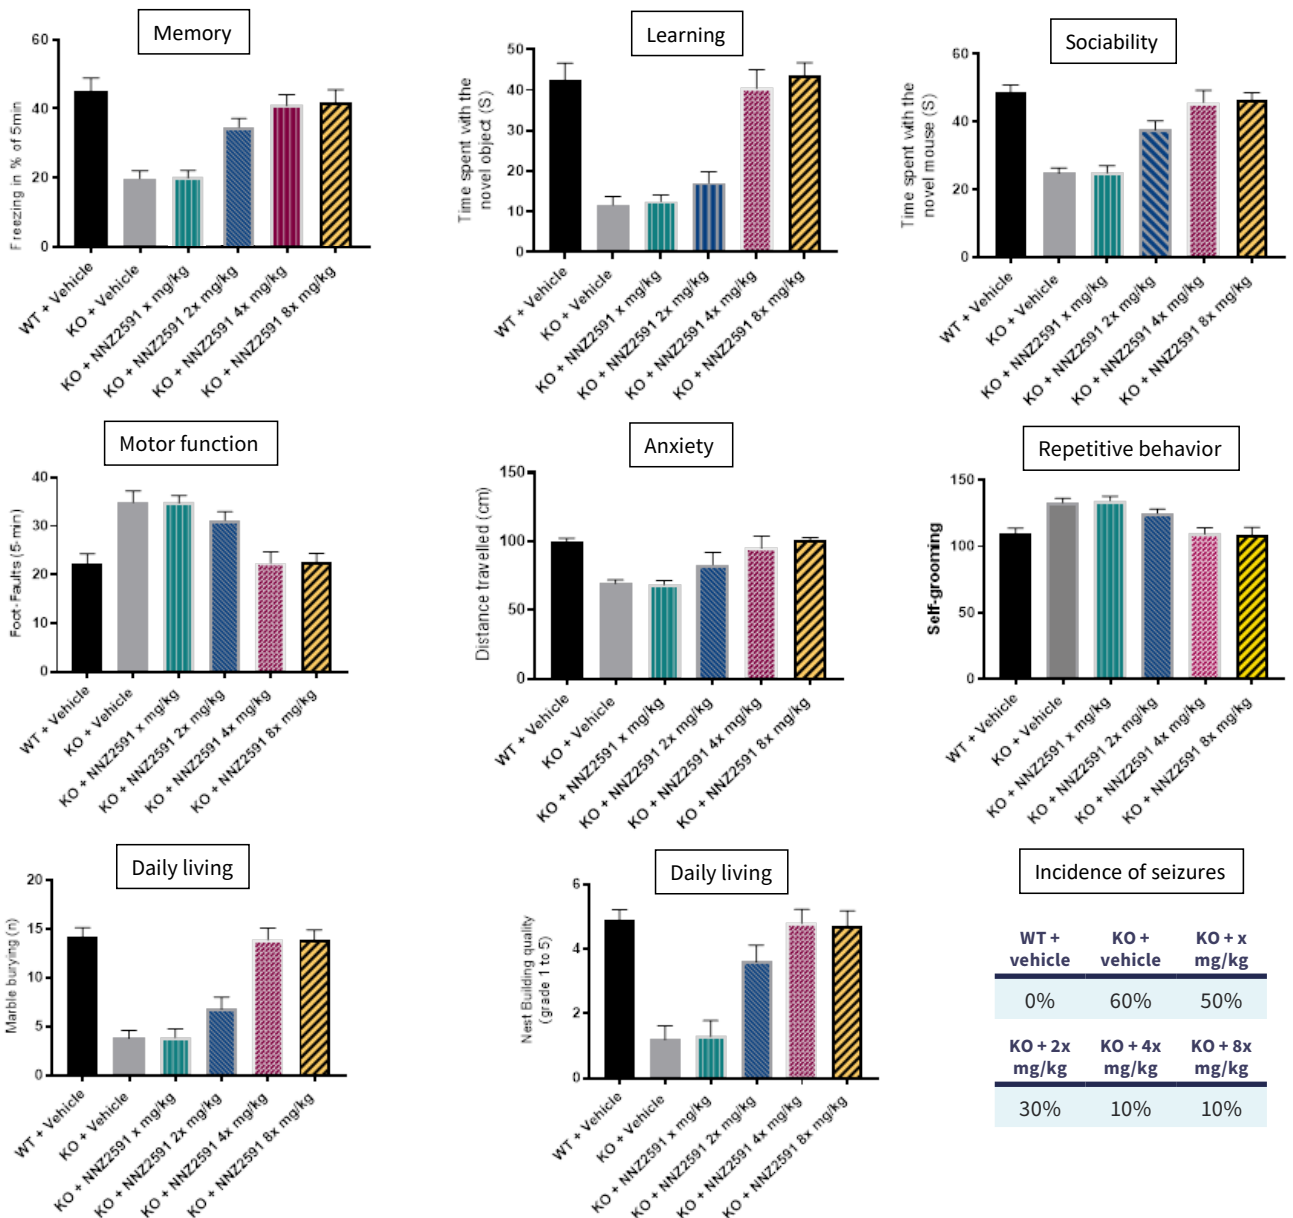 Memory
Freezing in % of 5min
60
40
20
0
WT + Vehicle
KO + Vehicle
KO + NNZ2591 x mg/kg
KO + NNZ2591 2x mg/kg
KO + NNZ2591 4x mg/kg
KO + NNZ2591 8x mg/kg
Learning
Time spent with the
novel object (S)
50
40
30
20
10
0
WT + Vehicle
KO + Vehicle
KO + NNZ2591 x mg/kg
KO + NNZ2591 2x mg/kg
KO + NNZ2591 4x mg/kg
KO + NNZ2591 8x mg/kg
Sociability
Time spent with the
novel mouse (S)
60
40
20
0
WT + Vehicle
KO + Vehicle
KO + NNZ2591 x mg/kg
KO + NNZ2591 2x mg/kg
KO + NNZ2591 4x mg/kg
KO + NNZ2591 8x mg/kg
Motor function
Foot-Faults (5-min)
40
30
20
10
0
WT + Vehicle
KO + Vehicle
KO + NNZ2591 x mg/kg
KO + NNZ2591 2x mg/kg
KO + NNZ2591 4x mg/kg
KO + NNZ2591 8x mg/kg
Anxiety
Distance travelled (cm)
150
100
50
0
WT + Vehicle
KO + Vehicle
KO + NNZ2591 x mg/kg
KO + NNZ2591 2x mg/kg
KO + NNZ2591 4x mg/kg
KO + NNZ2591 8x mg/kg
Repetitive behavior
Self-grooming
150
100
50
0
WT + Vehicle
KO + Vehicle
KO + NNZ2591 x mg/kg
KO + NNZ2591 2x mg/kg
KO + NNZ2591 4x mg/kg
KO + NNZ2591 8x mg/kg
Daily living
Marble burying (n)
20
15
10
5
0
WT + Vehicle
KO + Vehicle
KO + NNZ2591 x mg/kg
KO + NNZ2591 2x mg/kg
KO + NNZ2591 4x mg/kg
KO + NNZ2591 8x mg/kg
Daily living
Nest Building quality
(grade 1 to 5)
6
4
2
0
WT + Vehicle
KO + Vehicle
KO + NNZ2591 x mg/kg
KO + NNZ2591 2x mg/kg
KO + NNZ2591 4x mg/kg
KO + NNZ2591 8x mg/kg
Incidence of seizures
WT + KO + KO + x
vehicle vehicle mg/kg
0% 60% 50%
KO + 2x KO + 4x KO + 8x
mg/kg mg/kg mg/kg
30% 10% 10%